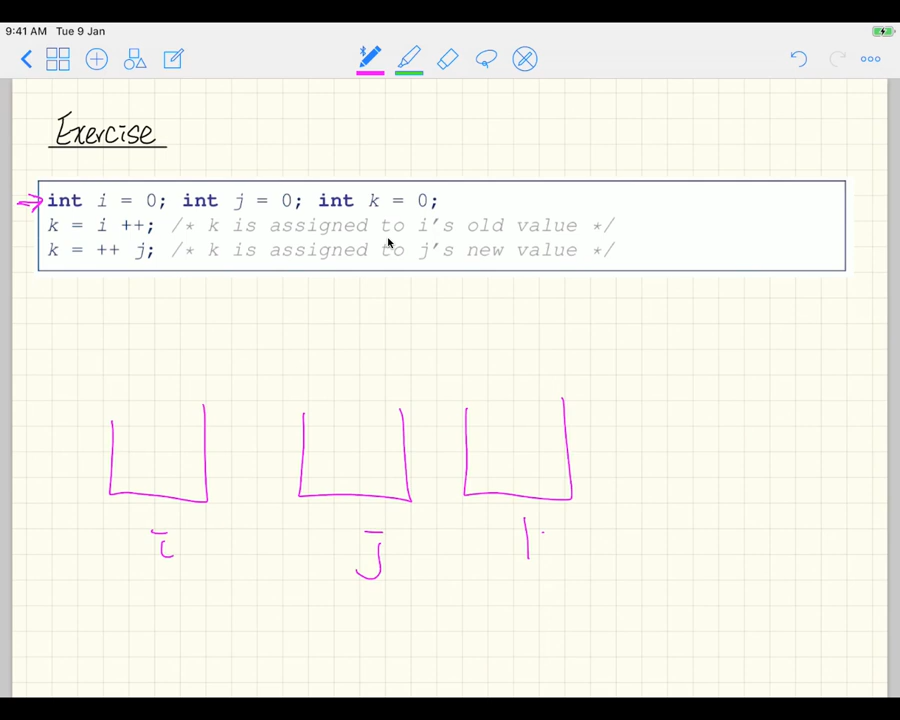 9:41 AM Tue 9 Jan
Exercise
int i = 0; int j = 0; int k = 0;
k = i ++; /* k is assigned to i's old value */
k = ++ j; /* k is assigned to j's new value */
i j